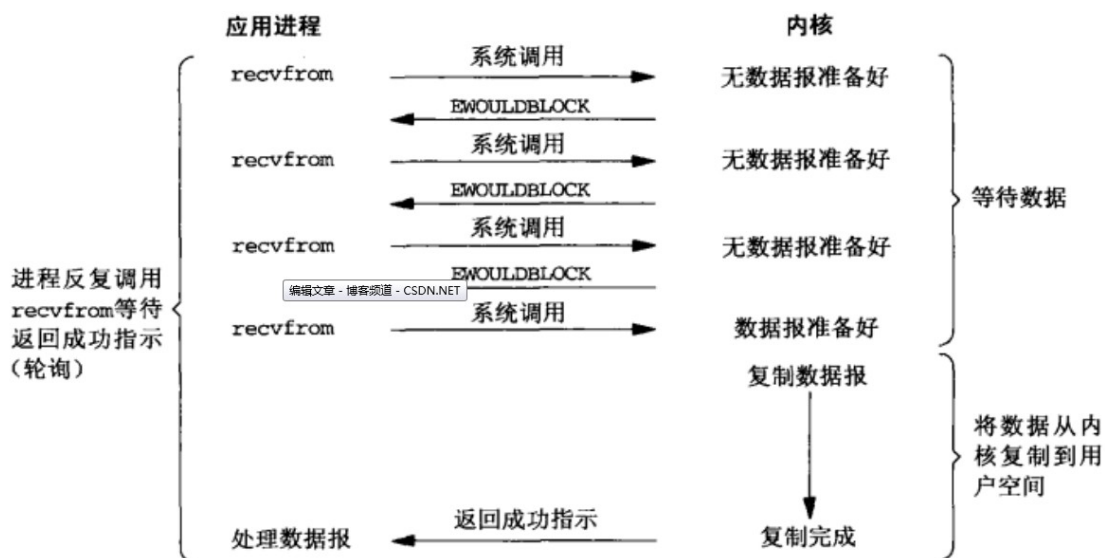 应用进程
内核
recvfrom
系统调用
无数据报准备好
EWOULDBLOCK
recvfrom
系统调用
无数据报准备好
EWOULDBLOCK
recvfrom
系统调用
无数据报准备好
EWOULDBLOCK
编辑文章 - 博客频道 - CSDN.NET
recvfrom
系统调用
数据报准备好
等待数据
进程反复调用
recvfrom等待
返回成功指示
(轮询)
复制数据报
将数据从内
核复制到用
户空间
处理数据报
返回成功指示
复制完成